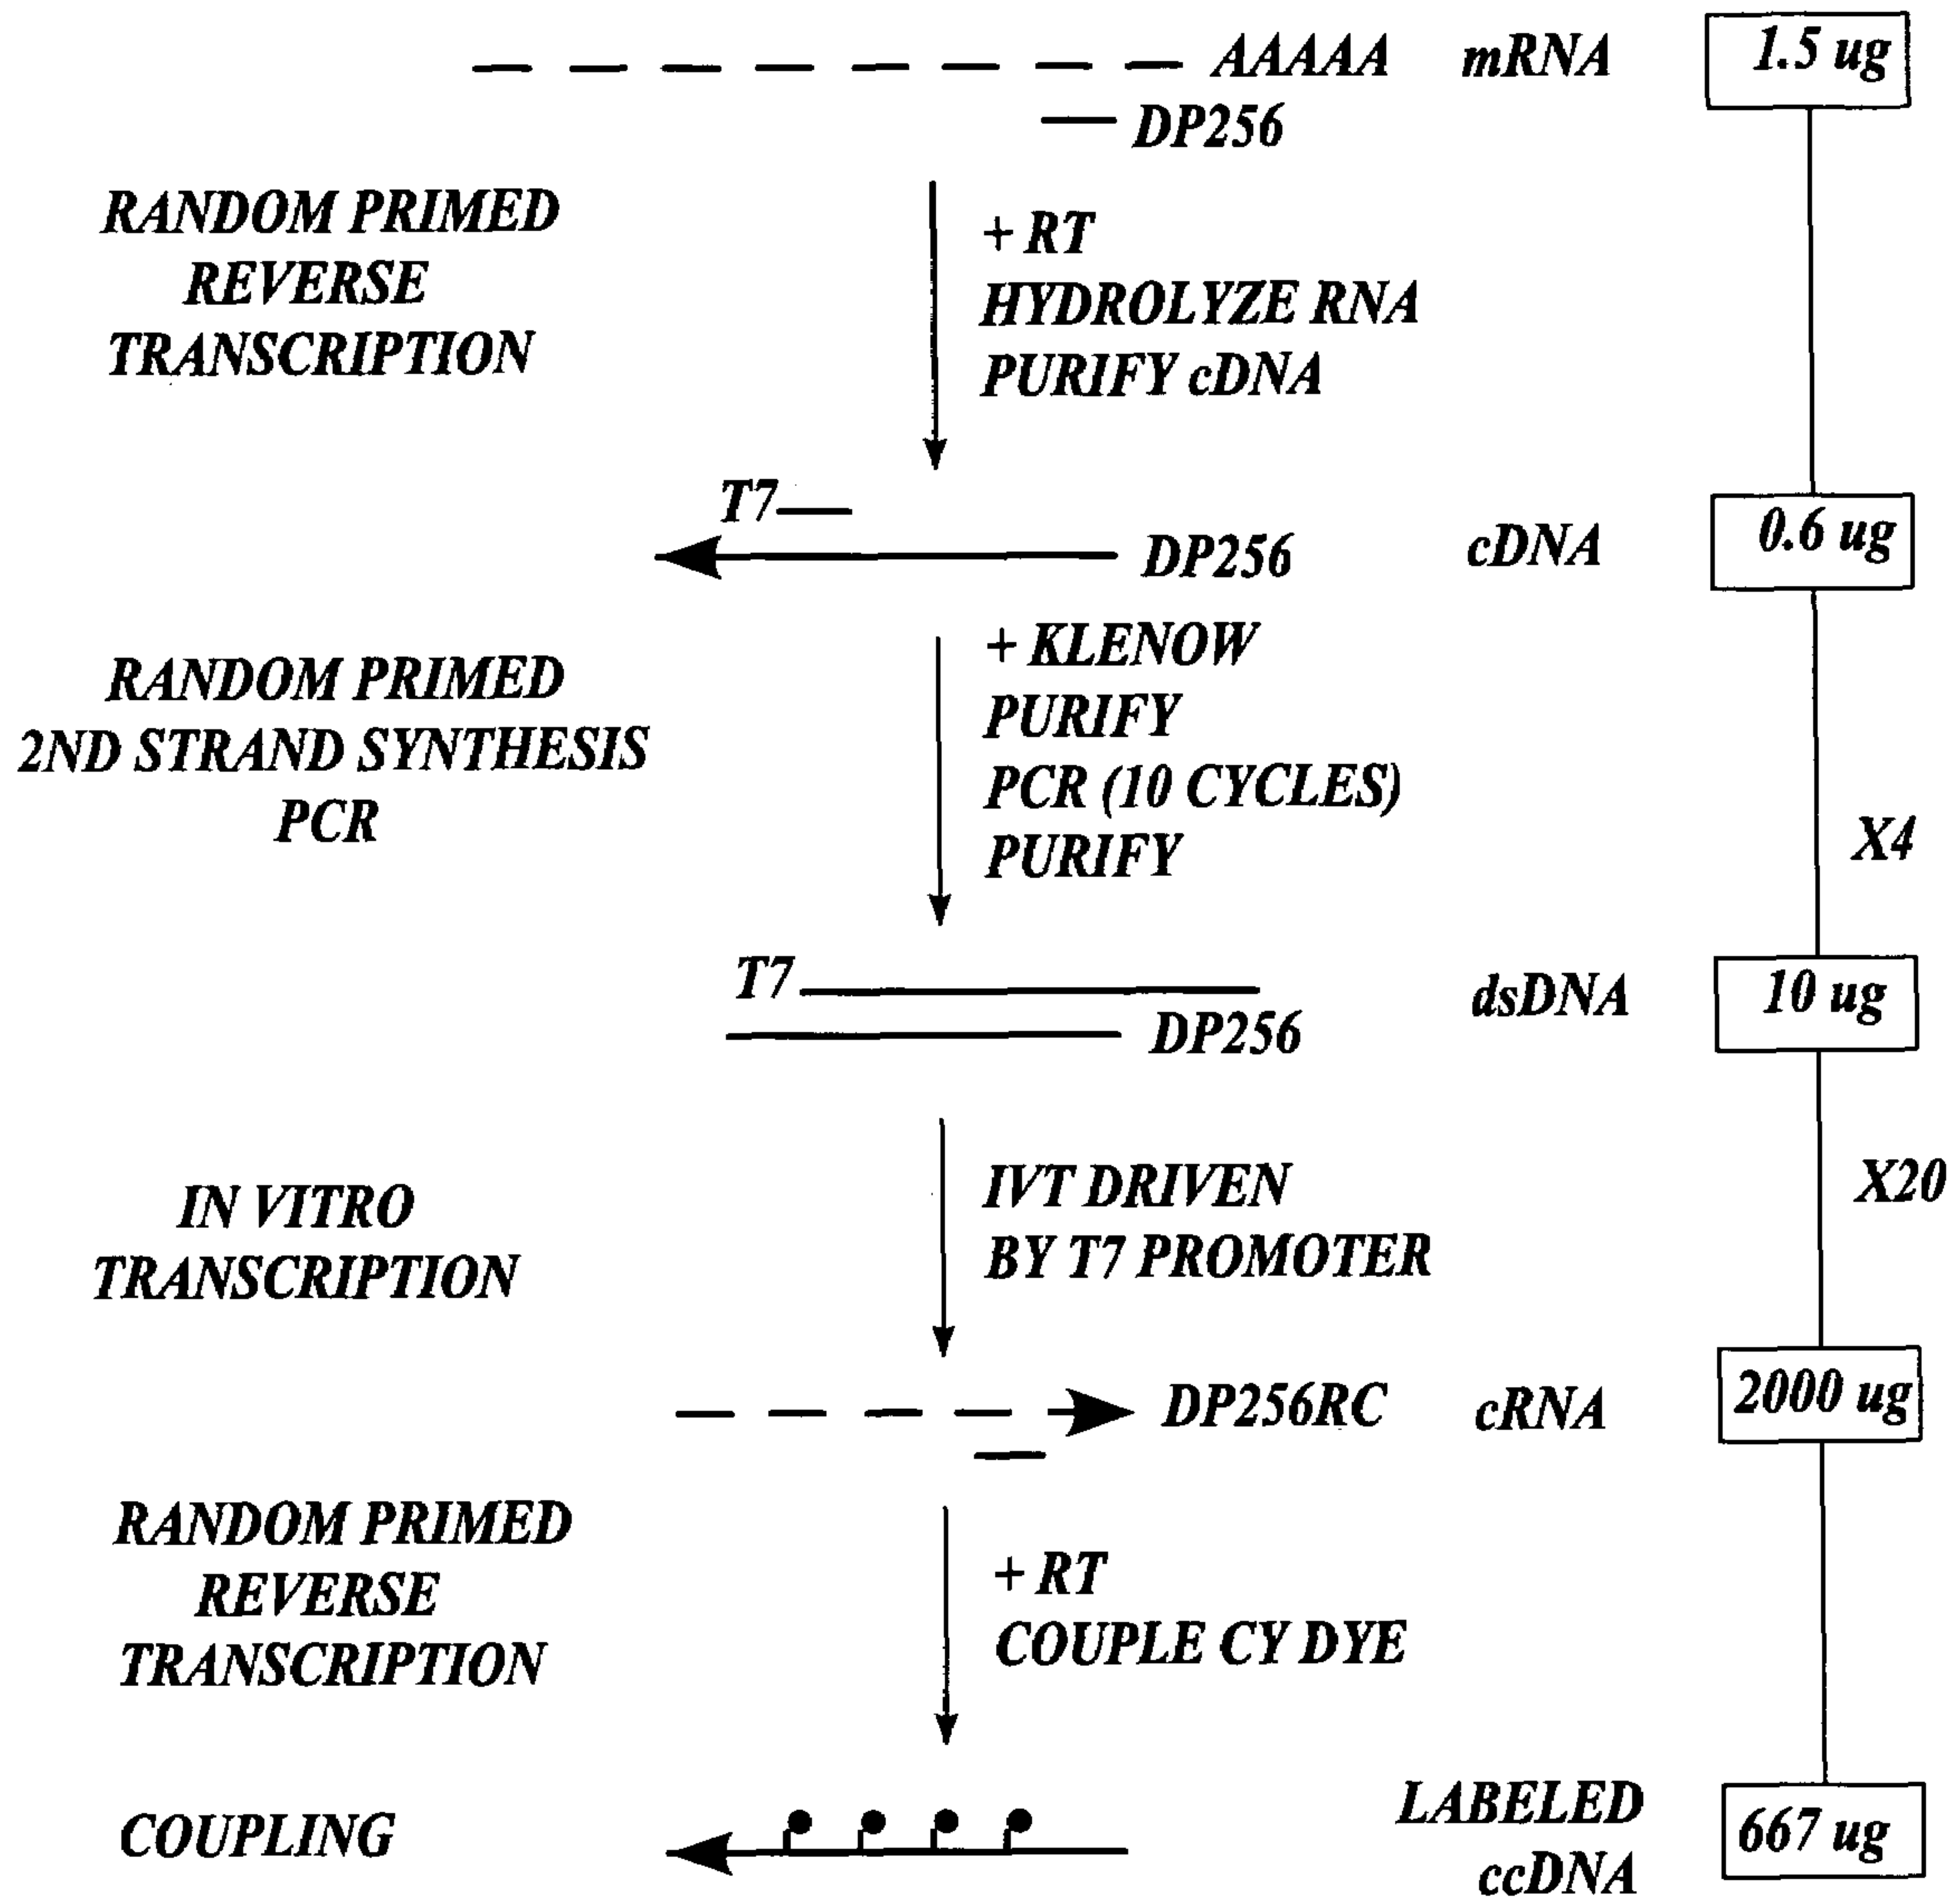 AAAAA mRNA 1.5 ug
DP256
RANDOM PRIMED
REVERSE
TRANSCRIPTION
+ RT
HYDROLYZE RNA
PURIFY cDNA
T7
DP256 cDNA 0.6 ug
RANDOM PRIMED
2ND STRAND SYNTHESIS
PCR
+ KLENOW
PURIFY
PCR (10 CYCLES)
PURIFY
X4
T7
DP256
dsDNA 10 ug
IN VITRO
TRANSCRIPTION
IVT DRIVEN
BY T7 PROMOTER
X20
DP256RC cRNA 2000 ug
RANDOM PRIMED
REVERSE
TRANSCRIPTION
+ RT
COUPLE CY DYE
COUPLING
LABELED
ccDNA
667 ug